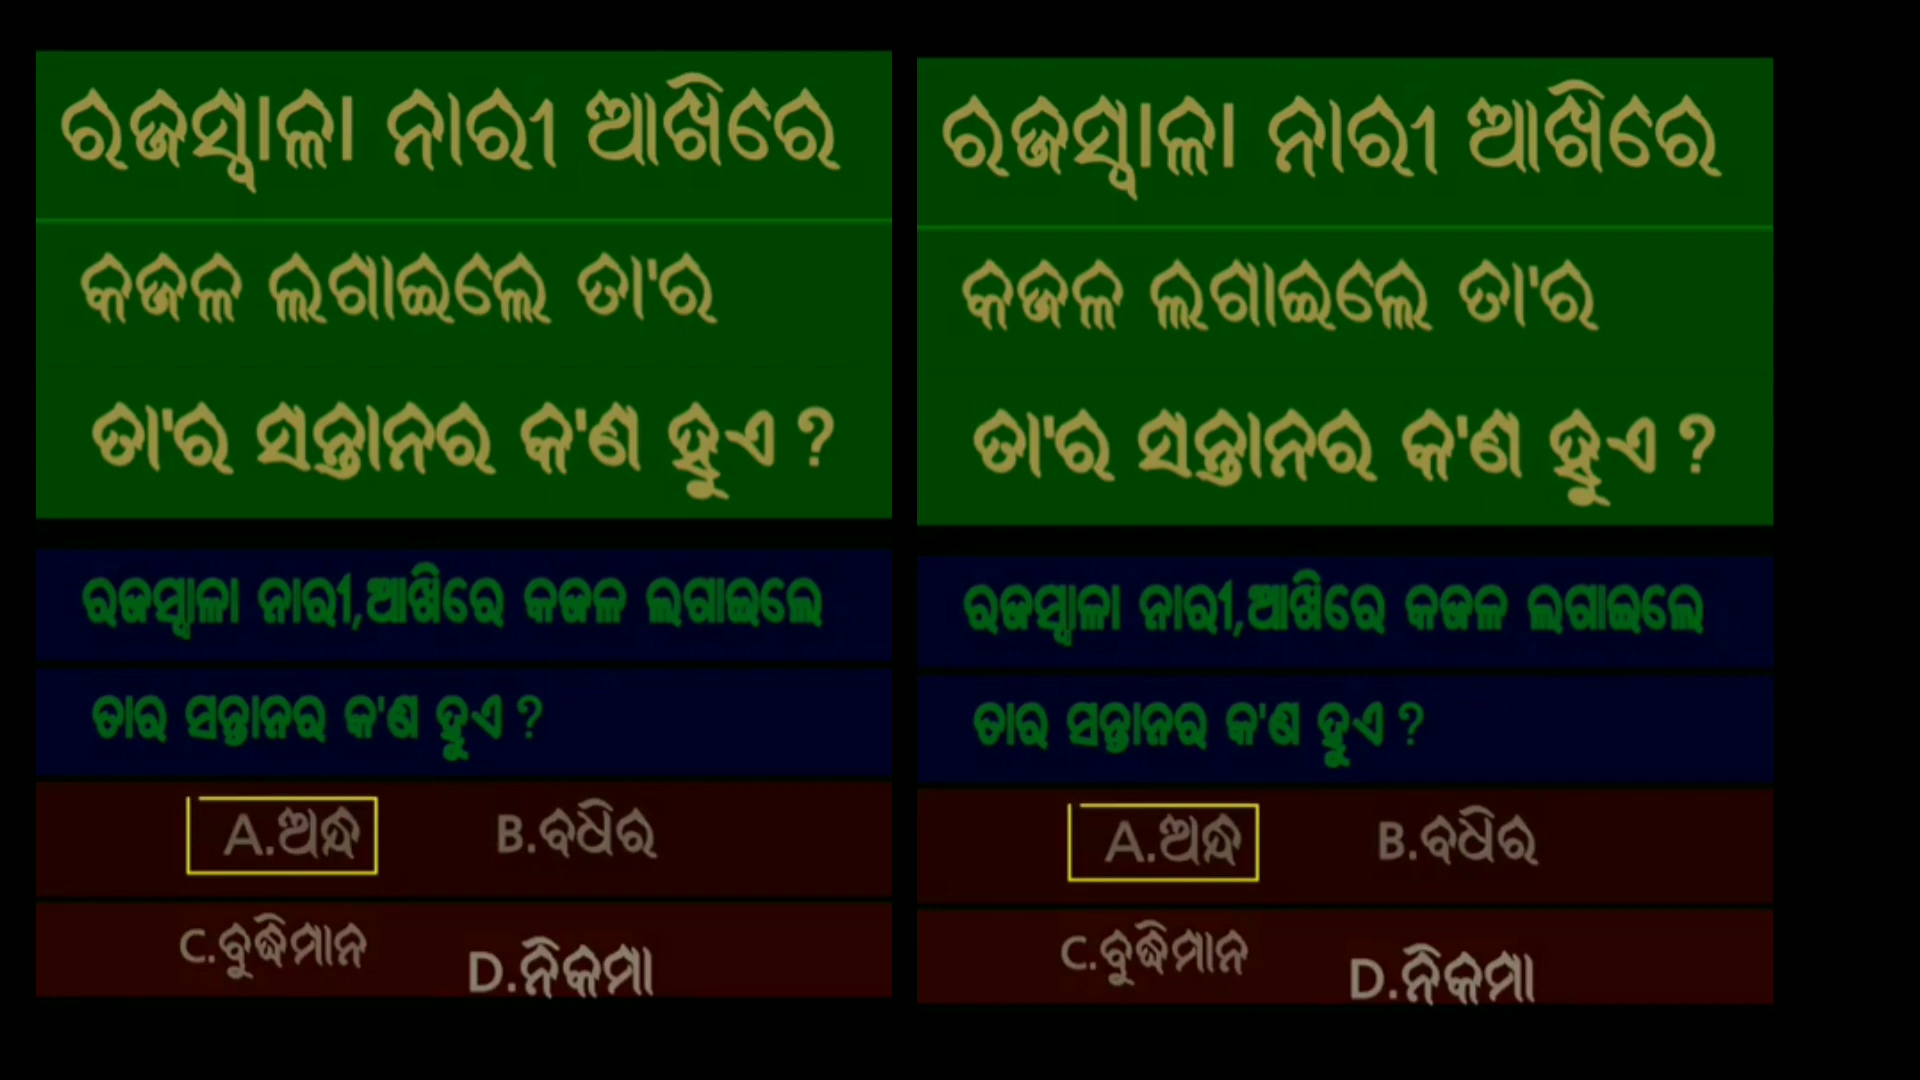 ରଜସ୍ୱାଳା ନାରୀ ଆଖିରେ
କଜଳ ଲଗାଇଲେ ତା'ର
ତା'ର ସନ୍ତାନର କ'ଣ ହୁଏ ?
ରଜସ୍ୱାଳା ନାରୀ,ଆଖିରେ କଜଳ ଲଗାଇଲେ
ତାର ସନ୍ତାନର କ'ଣ ହୁଏ ?
A.ଅନ୍ଧ B.ବଧିର
C.ବୁଦ୍ଧିମାନ D.ନିକମା
ରଜସ୍ୱାଳା ନାରୀ ଆଖିରେ
କଜଳ ଲଗାଇଲେ ତା'ର
ତା'ର ସନ୍ତାନର କ'ଣ ହୁଏ ?
ରଜସ୍ୱାଳା ନାରୀ,ଆଖିରେ କଜଳ ଲଗାଇଲେ
ତାର ସନ୍ତାନର କ'ଣ ହୁଏ ?
A.ଅନ୍ଧ B.ବଧିର
C.ବୁଦ୍ଧିମାନ D.ନିକମା